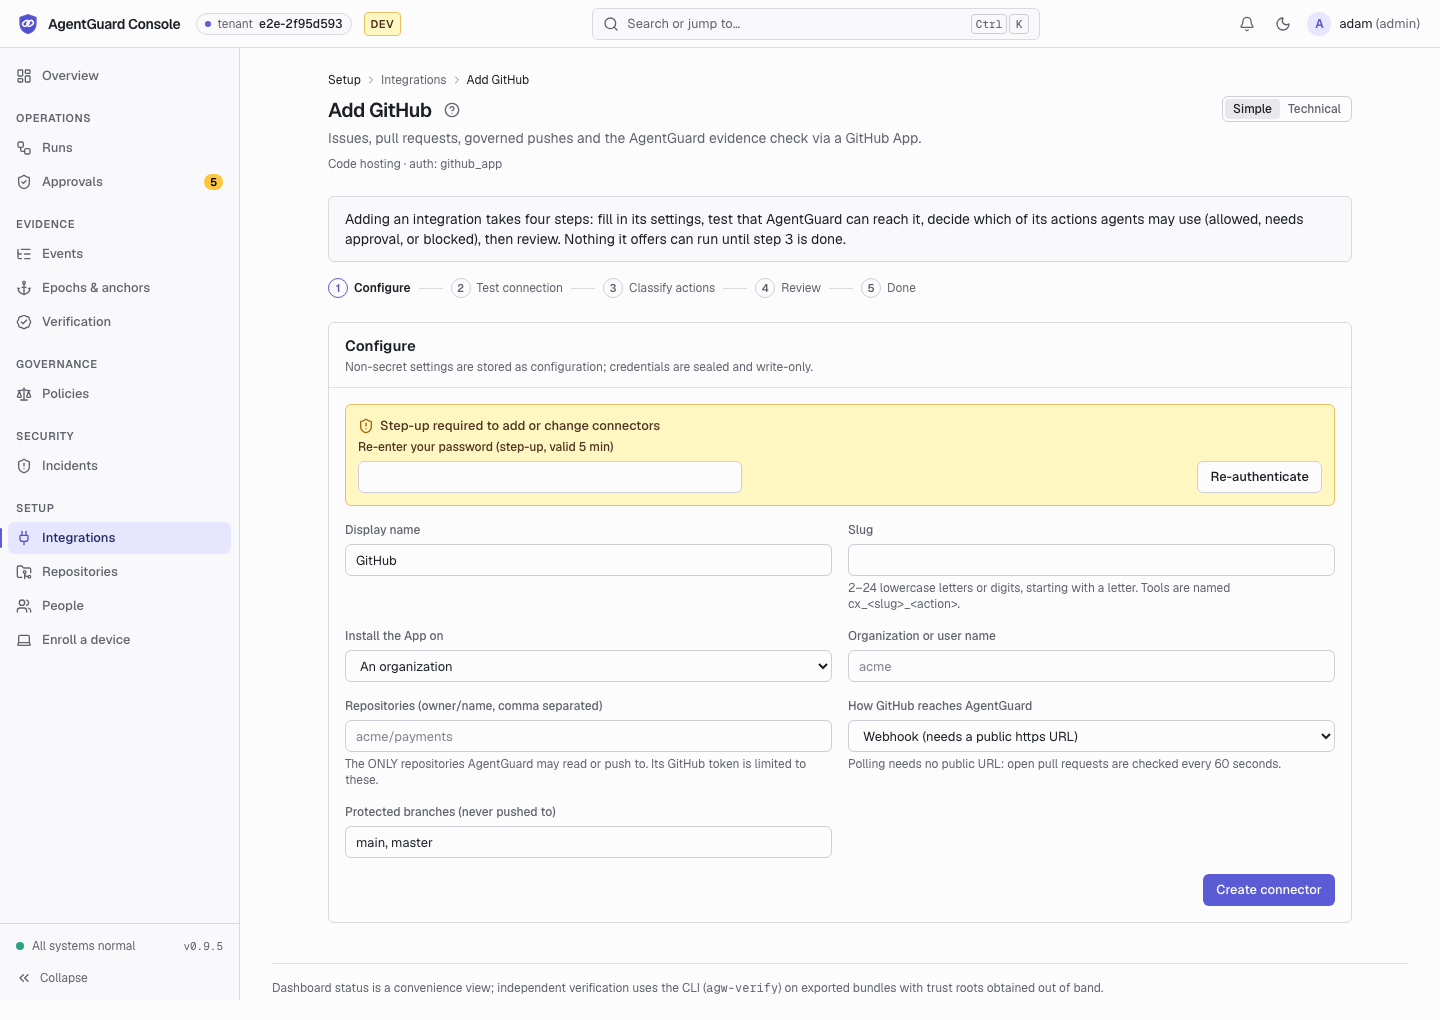 AgentGuard Console
tenant e2e-2f95d593
DEV
Search or jump to...
Ctrl K
A
adam (admin)
Overview
OPERATIONS
Runs
Approvals
5
EVIDENCE
Events
Epochs & anchors
Verification
GOVERNANCE
Policies
SECURITY
Incidents
SETUP
Integrations
Repositories
People
Enroll a device
All systems normal
v0.9.5
Collapse
Setup > Integrations > Add GitHub
Add GitHub
Simple
Technical
Issues, pull requests, governed pushes and the AgentGuard evidence check via a GitHub App.
Code hosting · auth: github_app
Adding an integration takes four steps: fill in its settings, test that AgentGuard can reach it, decide which of its actions agents may use (allowed, needs
approval, or blocked), then review. Nothing it offers can run until step 3 is done.
1 Configure
2 Test connection
3 Classify actions
4 Review
5 Done
Configure
Non-secret settings are stored as configuration; credentials are sealed and write-only.
Step-up required to add or change connectors
Re-enter your password (step-up, valid 5 min)
Re-authenticate
Display name
GitHub
Slug
2–24 lowercase letters or digits, starting with a letter. Tools are named
cx_<slug>_<action>.
Install the App on
An organization
Organization or user name
acme
Repositories (owner/name, comma separated)
acme/payments
The ONLY repositories AgentGuard may read or push to. Its GitHub token is limited to
these.
How GitHub reaches AgentGuard
Webhook (needs a public https URL)
Polling needs no public URL: open pull requests are checked every 60 seconds.
Protected branches (never pushed to)
main, master
Create connector
Dashboard status is a convenience view; independent verification uses the CLI (agw-verify) on exported bundles with trust roots obtained out of band.